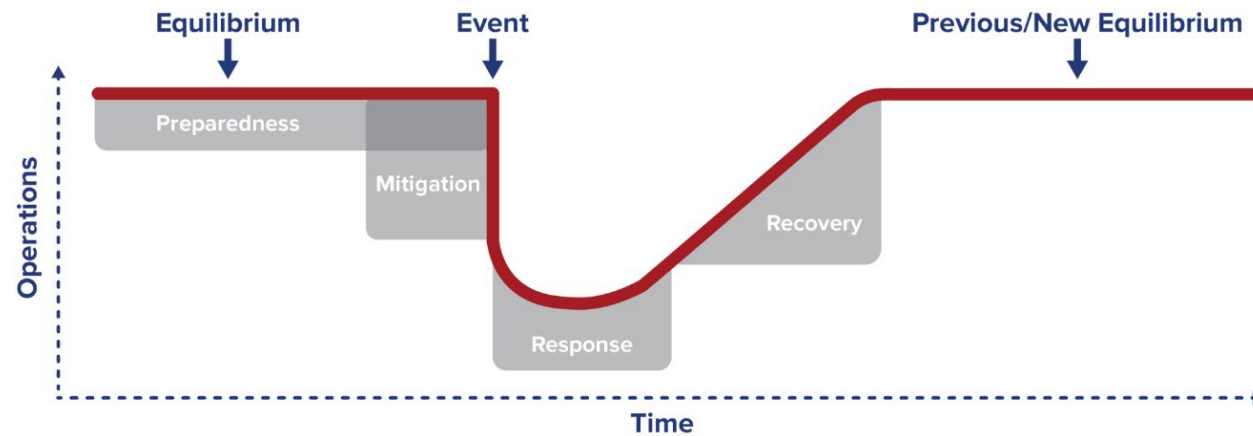 Equilibrium
Event
Previous/New Equilibrium
Preparedness
Mitigation
Recovery
Response
Operations
Time